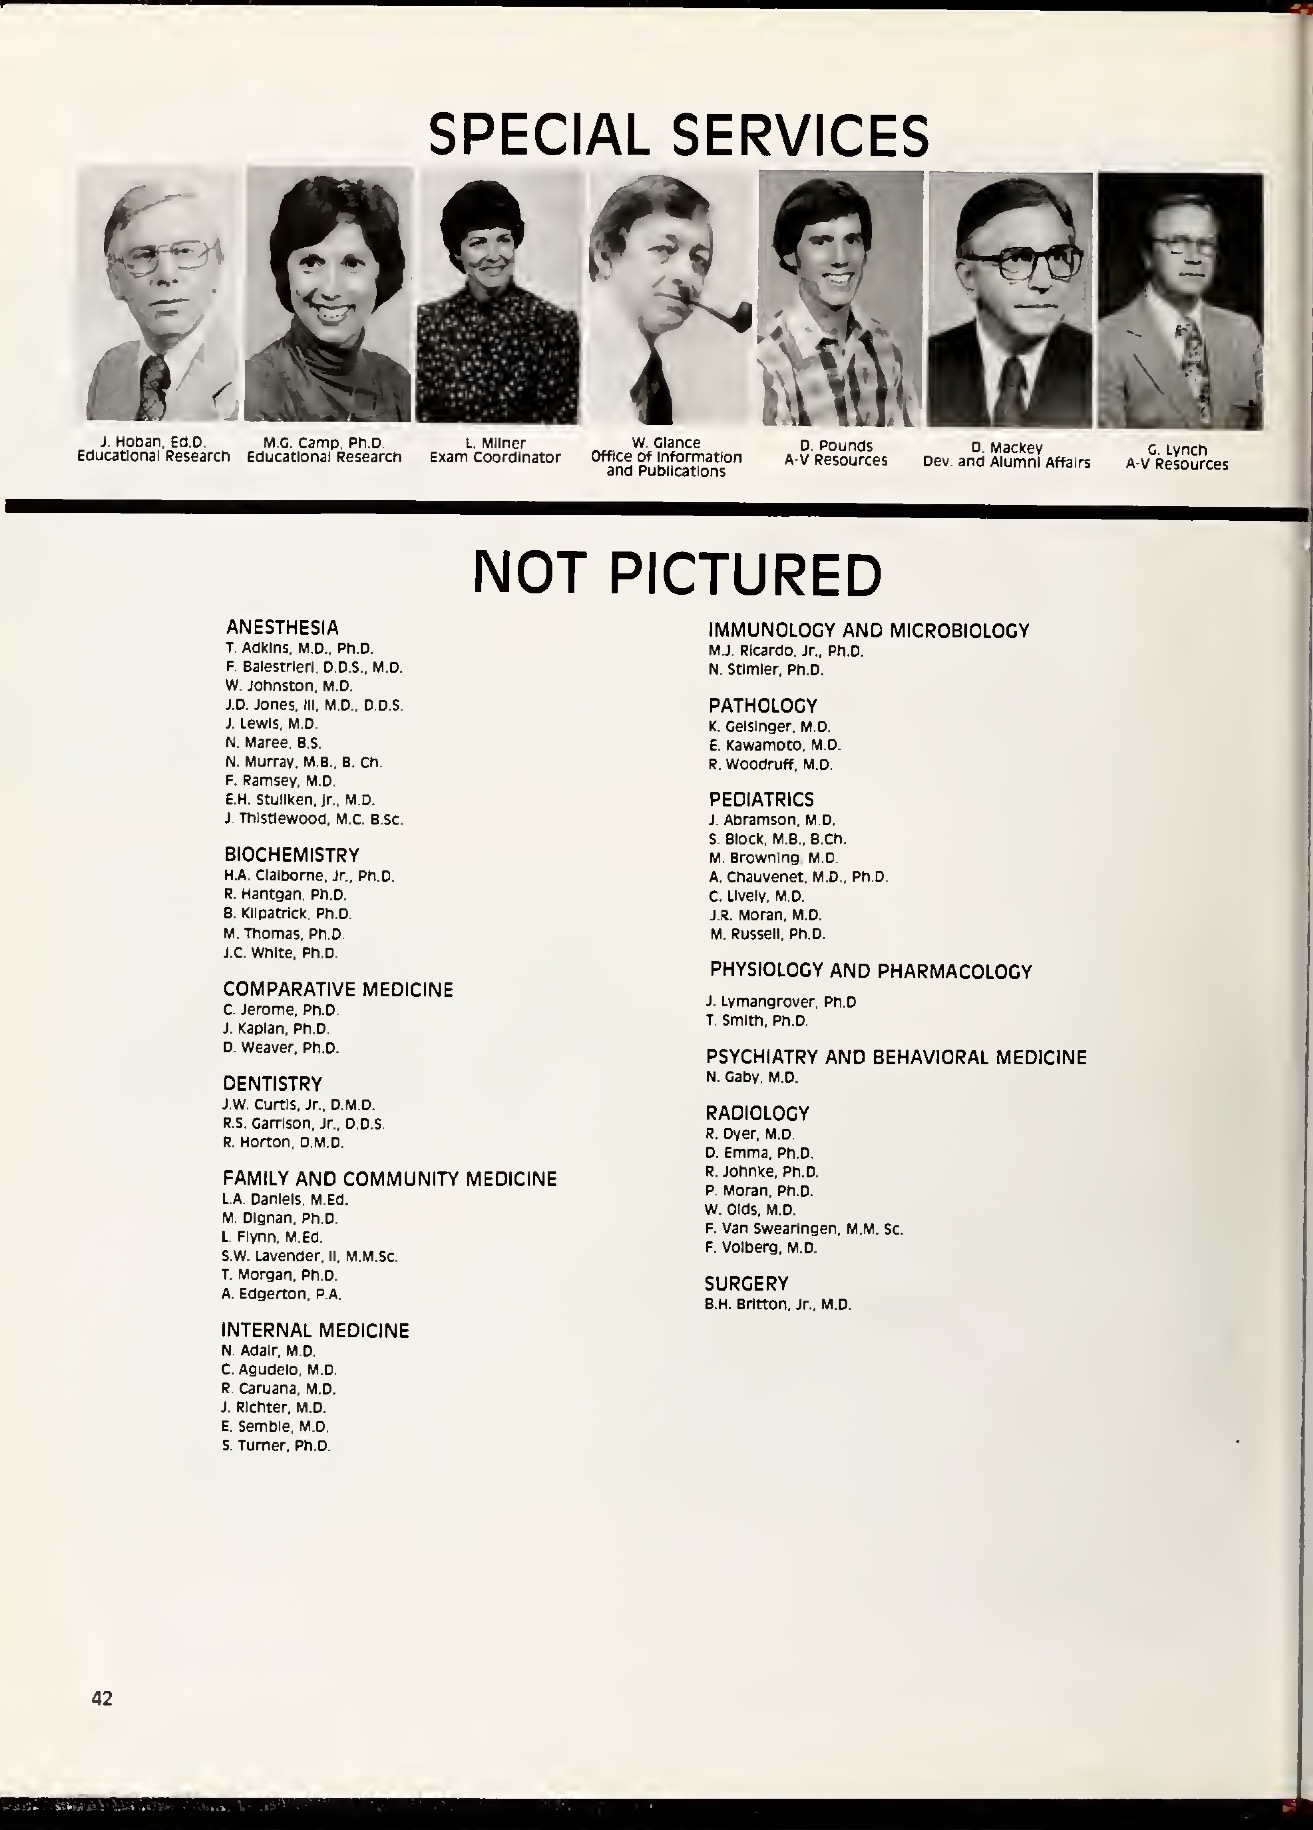 SPECIAL SERVICES
J. Hoban, Ed.D.
Educational Research
M.G. Camp, Ph.D.
Educational Research
L. Milner
Exam Coordinator
W. Glance
Office of Information
and Publications
D. Pounds
A-V Resources
D. Mackey
Dev. and Alumni Affairs
G. Lynch
A-V Resources
NOT PICTURED
ANESTHESIA
T. Adkins, M.D., Ph.D.
F. Balestrieri, D.D.S., M.D.
W. Johnston, M.D.
J.D. Jones, III, M.D., D.D.S.
J. Lewis, M.D.
N. Maree, B.S.
N. Murray, M.B., B. Ch.
F. Ramsey, M.D.
E.H. Stullken, Jr., M.D.
J. Thistlewood, M.C. B.Sc.
BIOCHEMISTRY
H.A. Claiborne, Jr., Ph.D.
R. Hantgan, Ph.D.
B. Kilpatrick, Ph.D.
M. Thomas, Ph.D.
J.C. White, Ph.D.
COMPARATIVE MEDICINE
C. Jerome, Ph.D.
J. Kaplan, Ph.D.
D. Weaver, Ph.D.
DENTISTRY
J.W. Curtis, Jr., D.M.D.
R.S. Garrison, Jr., D.D.S.
R. Horton, D.M.D.
FAMILY AND COMMUNITY MEDICINE
L.A. Daniels, M.Ed.
M. Dignan, Ph.D.
L. Flynn, M.Ed.
S.W. Lavender, II, M.M.Sc.
T. Morgan, Ph.D.
A. Edgerton, P.A.
INTERNAL MEDICINE
N. Adair, M.D.
C. Agudelo, M.D.
R. Caruana, M.D.
J. Richter, M.D.
E. Semble, M.D.
S. Turner, Ph.D.
IMMUNOLOGY AND MICROBIOLOGY
M.J. Ricardo, Jr., Ph.D.
N. Stimler, Ph.D.
PATHOLOGY
K. Geisinger, M.D.
E. Kawamoto, M.D.
R. Woodruff, M.D.
PEDIATRICS
J. Abramson, M.D.
S. Block, M.B., B.Ch.
M. Browning, M.D.
A. Chauvenet, M.D., Ph.D.
C. Lively, M.D.
J.R. Moran, M.D.
M. Russell, Ph.D.
PHYSIOLOGY AND PHARMACOLOGY
J. Lymangrover, Ph.D
T. Smith, Ph.D.
PSYCHIATRY AND BEHAVIORAL MEDICINE
N. Gaby, M.D.
RADIOLOGY
R. Dyer, M.D.
D. Emma, Ph.D.
R. Johnke, Ph.D.
P. Moran, Ph.D.
W. Olds, M.D.
F. Van Swearingen, M.M. Sc.
F. Volberg, M.D.
SURGERY
B.H. Britton, Jr., M.D.
42